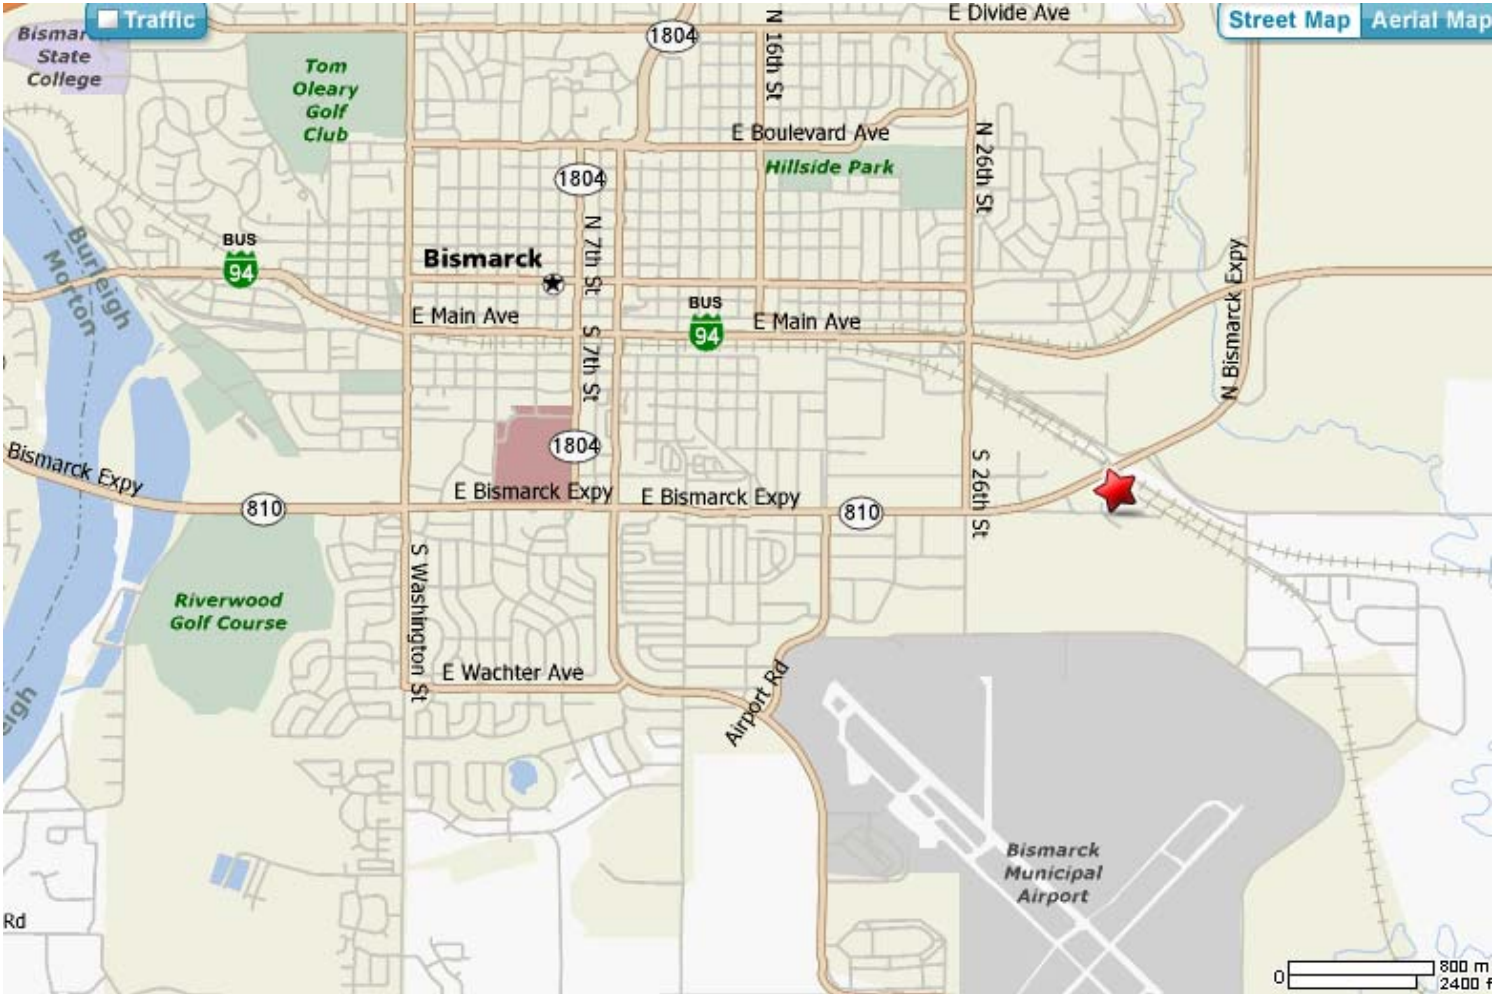 Traffic
E Divide Ave
Street Map
Aerial Map
Bismar
State
College
1804
N 16th St
Tom
Oleary
Golf
Club
E Boulevard Ave
Hillside Park
N 26th St
1804
N 7th St
BUS
94
Burleigh
Morton
Bismarck
N Bismarck Expy
BUS
94
E Main Ave
E Main Ave
S 7th St
1804
Bismarck Expy
E Bismarck Expy
E Bismarck Expy
S 26th St
810
810
S Washington St
Riverwood
Golf Course
E Wachter Ave
Airport Rd
eigh
Bismarck
Municipal
Airport
Rd
0
800 m
2400 f